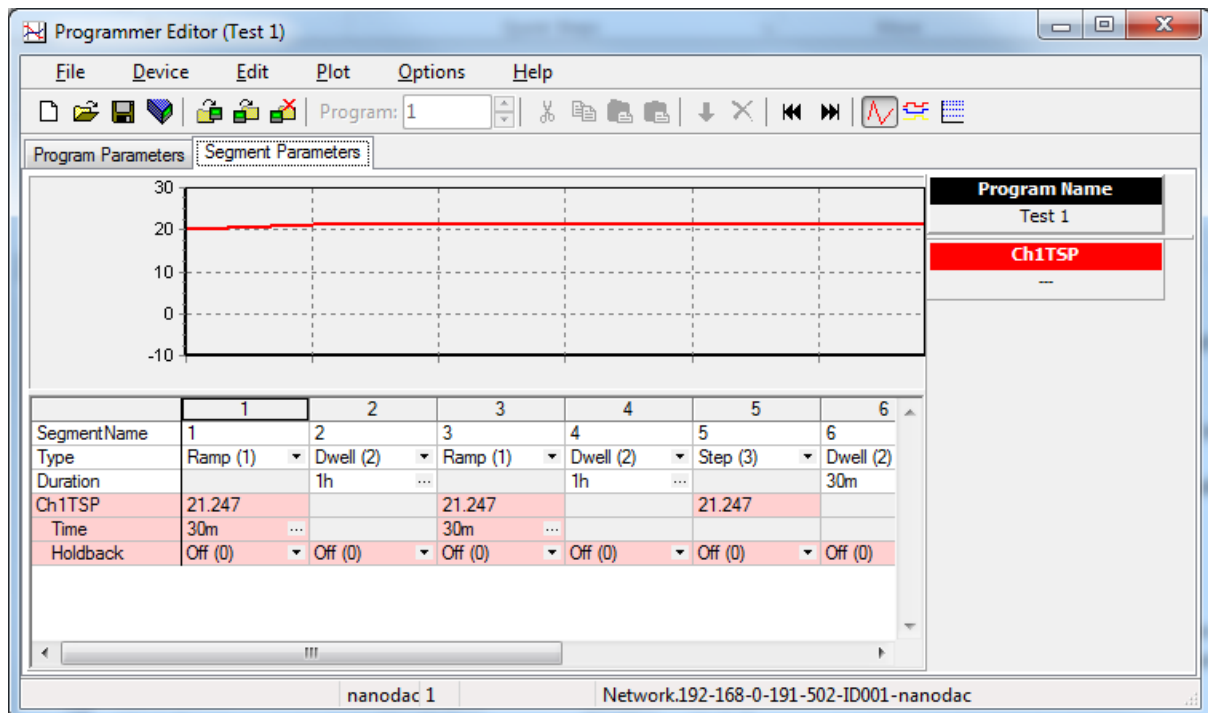 Programmer Editor (Test 1)
File Device Edit Plot Options Help
Program: 1
Program Parameters Segment Parameters
30
20
10
0
-10
Program Name
Test 1
Ch1TSP
---
1 2 3 4 5 6
SegmentName 1 2 3 4 5 6
Type Ramp (1) Dwell (2) Ramp (1) Dwell (2) Step (3) Dwell (2)
Duration 1h ... 1h ... 30m
Ch1TSP 21.247 21.247 21.247
Time 30m ... 30m ...
Holdback Off (0) Off (0) Off (0) Off (0) Off (0) Off (0)
nanodac 1 Network.192-168-0-191-502-ID001-nanodac